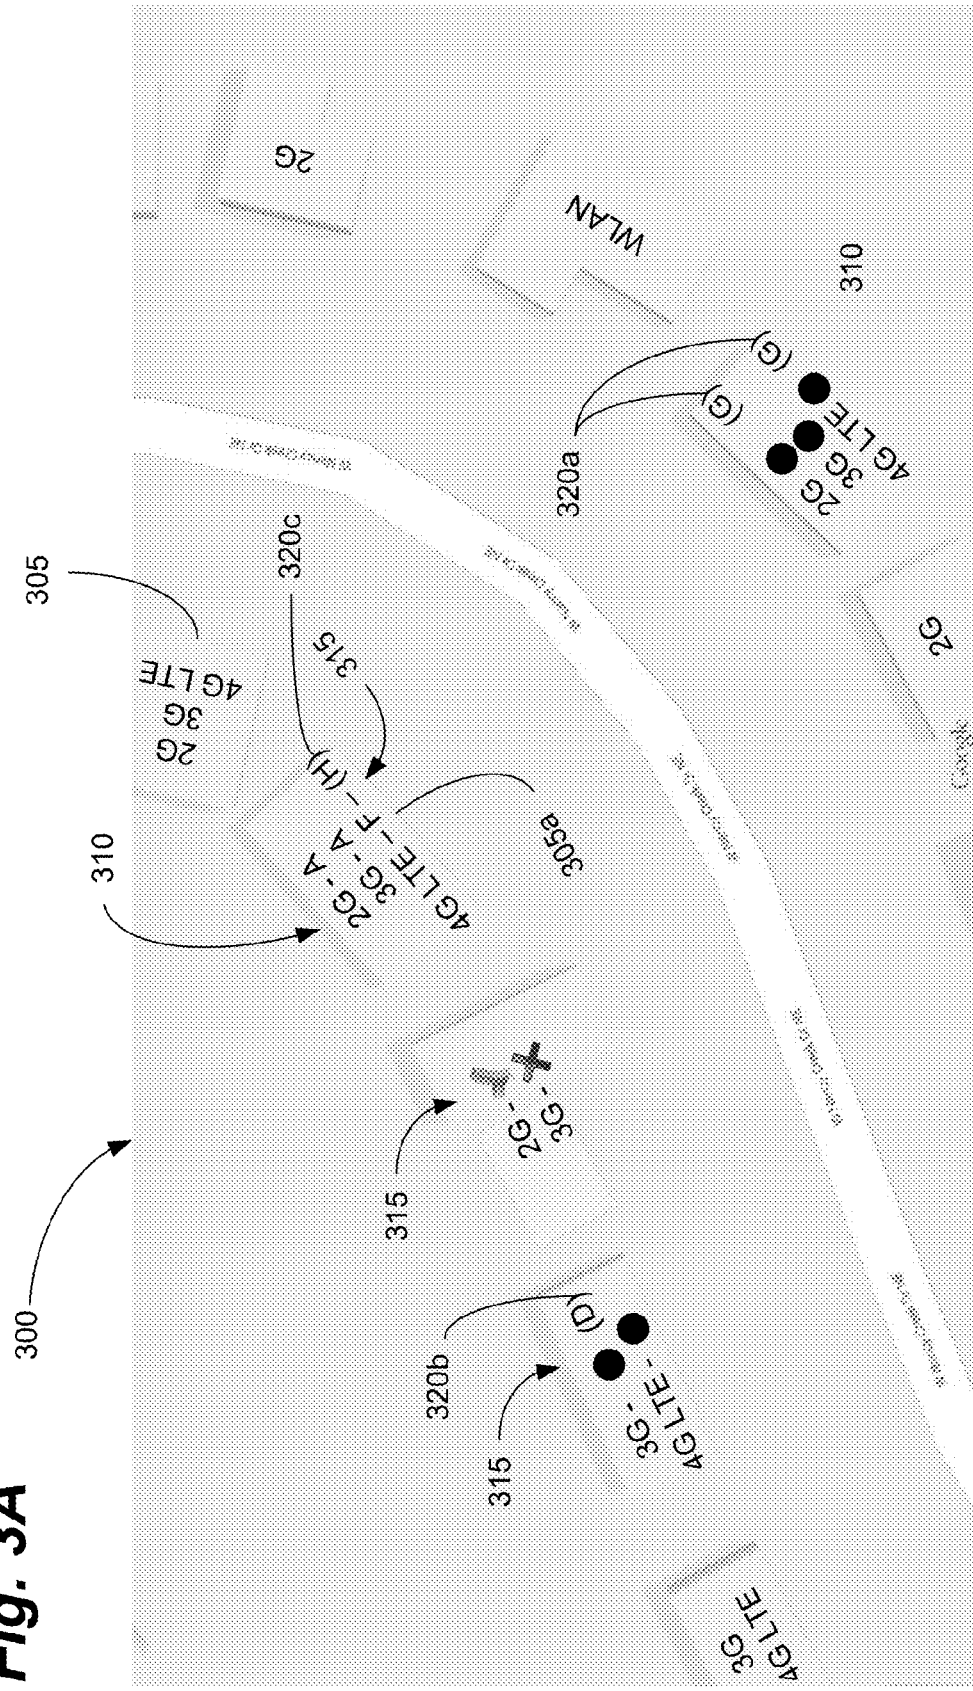 Fig. 3A
300
305
310
2G
3G
4G LTE
320c
315
2G - A
3G - A
4G LTE – F – (H)
305a
2G
WLAN
320a
(G)
(G)
2G
3G
4G LTE
310
2G
Google
315
2G -
3G -
320b
315
(D)
3G -
4G LTE -
3G
4G LTE